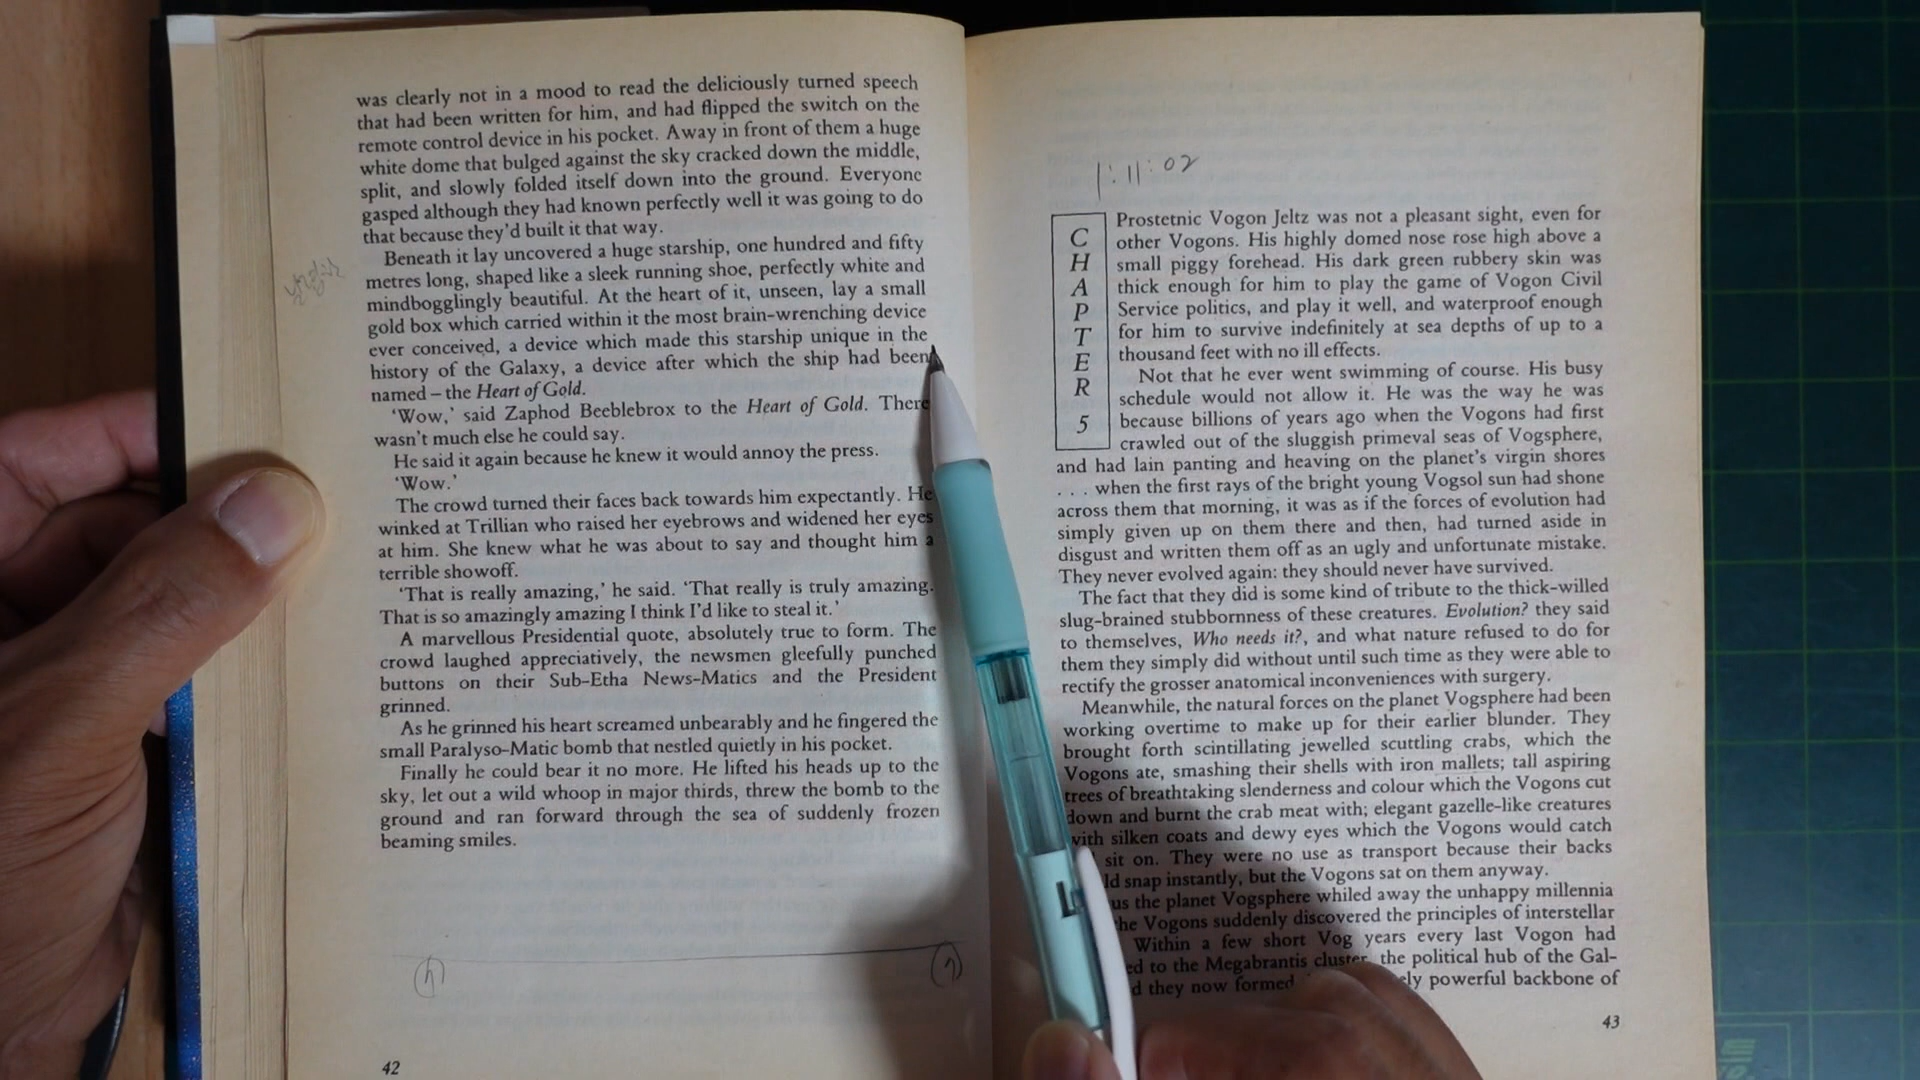 was clearly not in a mood to read the deliciously turned speech
that had been written for him, and had flipped the switch on the
remote control device in his pocket. Away in front of them a huge
white dome that bulged against the sky cracked down the middle,
split, and slowly folded itself down into the ground. Everyone
gasped although they had known perfectly well it was going to do
that because they'd built it that way.
Beneath it lay uncovered a huge starship, one hundred and fifty
metres long, shaped like a sleek running shoe, perfectly white and
mindbogglingly beautiful. At the heart of it, unseen, lay a small
gold box which carried within it the most brain-wrenching device
ever conceived, a device which made this starship unique in the
history of the Galaxy, a device after which the ship had been
named – the Heart of Gold.
'Wow,' said Zaphod Beeblebrox to the Heart of Gold. There
wasn't much else he could say.
He said it again because he knew it would annoy the press.
'Wow.'
The crowd turned their faces back towards him expectantly. He
winked at Trillian who raised her eyebrows and widened her eyes
at him. She knew what he was about to say and thought him a
terrible showoff.
'That is really amazing,' he said. 'That really is truly amazing.
That is so amazingly amazing I think I'd like to steal it.'
A marvellous Presidential quote, absolutely true to form. The
crowd laughed appreciatively, the newsmen gleefully punched
buttons on their Sub-Etha News-Matics and the President
grinned.
As he grinned his heart screamed unbearably and he fingered the
small Paralyso-Matic bomb that nestled quietly in his pocket.
Finally he could bear it no more. He lifted his heads up to the
sky, let out a wild whoop in major thirds, threw the bomb to the
ground and ran forward through the sea of suddenly frozen
beaming smiles.
42
1:11:02
CHAPTER 5
Prostetnic Vogon Jeltz was not a pleasant sight, even for
other Vogons. His highly domed nose rose high above a
small piggy forehead. His dark green rubbery skin was
thick enough for him to play the game of Vogon Civil
Service politics, and play it well, and waterproof enough
for him to survive indefinitely at sea depths of up to a
thousand feet with no ill effects.
Not that he ever went swimming of course. His busy
schedule would not allow it. He was the way he was
because billions of years ago when the Vogons had first
crawled out of the sluggish primeval seas of Vogsphere,
and had lain panting and heaving on the planet's virgin shores
. . . when the first rays of the bright young Vogsol sun had shone
across them that morning, it was as if the forces of evolution had
simply given up on them there and then, had turned aside in
disgust and written them off as an ugly and unfortunate mistake.
They never evolved again: they should never have survived.
The fact that they did is some kind of tribute to the thick-willed
slug-brained stubbornness of these creatures. Evolution? they said
to themselves, Who needs it?, and what nature refused to do for
them they simply did without until such time as they were able to
rectify the grosser anatomical inconveniences with surgery.
Meanwhile, the natural forces on the planet Vogsphere had been
working overtime to make up for their earlier blunder. They
brought forth scintillating jewelled scuttling crabs, which the
Vogons ate, smashing their shells with iron mallets; tall aspiring
trees of breathtaking slenderness and colour which the Vogons cut
down and burnt the crab meat with; elegant gazelle-like creatures
with silken coats and dewy eyes which the Vogons would catch
sit on. They were no use as transport because their backs
snap instantly, but the Vogons sat on them anyway.
the planet Vogsphere whiled away the unhappy millennia
the Vogons suddenly discovered the principles of interstellar
Within a few short Vog years every last Vogon had
to the Megabrantis cluster, the political hub of the Gal-
they now formed powerful backbone of
43